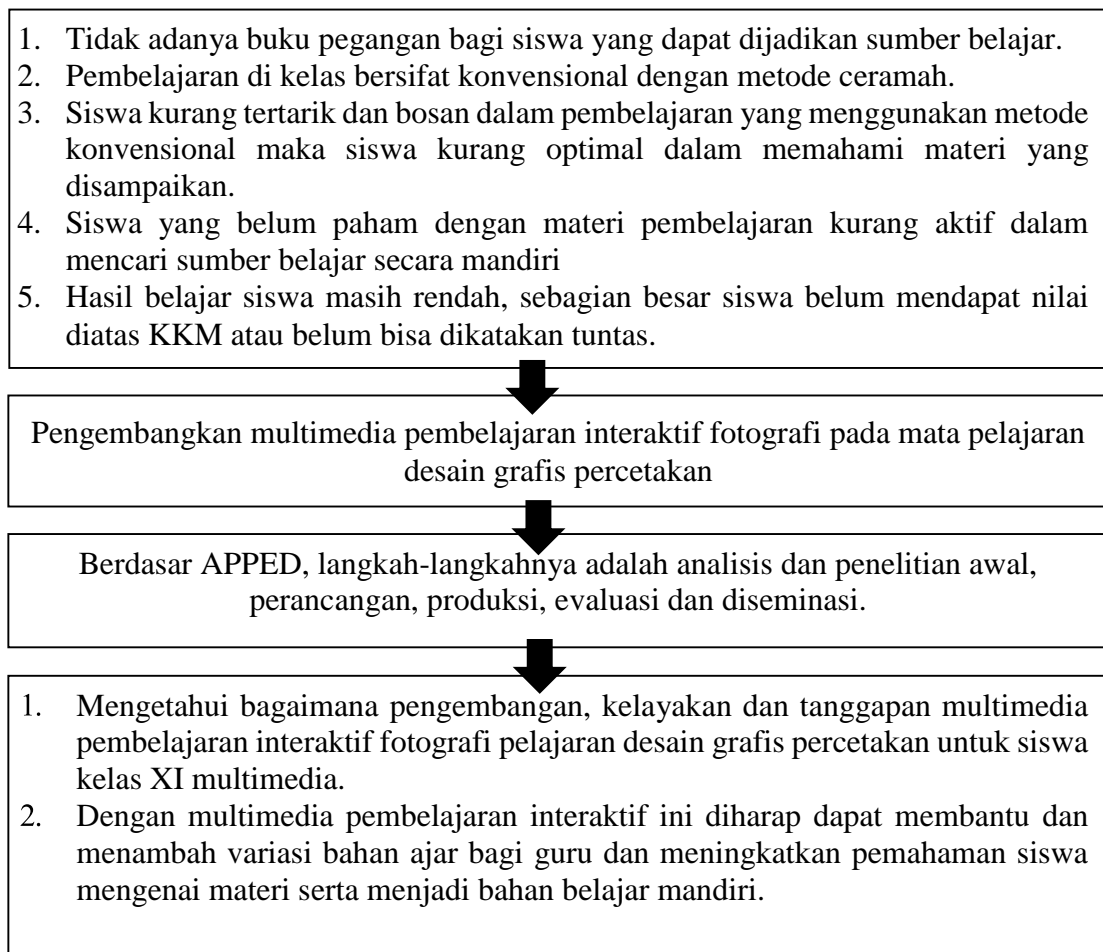 1. Tidak adanya buku pegangan bagi siswa yang dapat dijadikan sumber belajar.
2. Pembelajaran di kelas bersifat konvensional dengan metode ceramah.
3. Siswa kurang tertarik dan bosan dalam pembelajaran yang menggunakan metode
konvensional maka siswa kurang optimal dalam memahami materi yang
disampaikan.
4. Siswa yang belum paham dengan materi pembelajaran kurang aktif dalam
mencari sumber belajar secara mandiri
5. Hasil belajar siswa masih rendah, sebagian besar siswa belum mendapat nilai
diatas KKM atau belum bisa dikatakan tuntas.
Pengembangkan multimedia pembelajaran interaktif fotografi pada mata pelajaran
desain grafis percetakan
Berdasar APPED, langkah-langkahnya adalah analisis dan penelitian awal,
perancangan, produksi, evaluasi dan diseminasi.
1. Mengetahui bagaimana pengembangan, kelayakan dan tanggapan multimedia
pembelajaran interaktif fotografi pelajaran desain grafis percetakan untuk siswa
kelas XI multimedia.
2. Dengan multimedia pembelajaran interaktif ini diharap dapat membantu dan
menambah variasi bahan ajar bagi guru dan meningkatkan pemahaman siswa
mengenai materi serta menjadi bahan belajar mandiri.